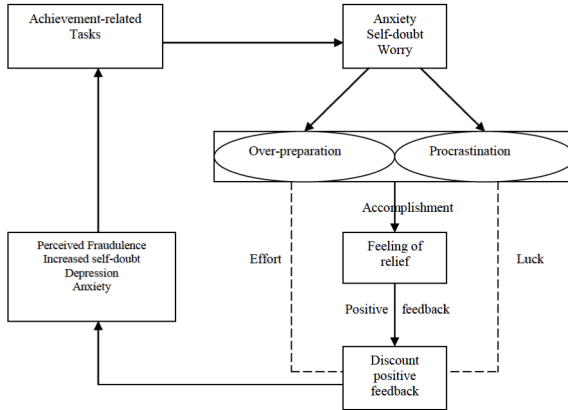 Achievement-related
Tasks
Anxiety
Self-doubt
Worry
Over-preparation
Procrastination
Accomplishment
Perceived Fraudulence
Increased self-doubt
Depression
Anxiety
Effort
Feeling of
relief
Luck
Positive feedback
Discount
positive
feedback